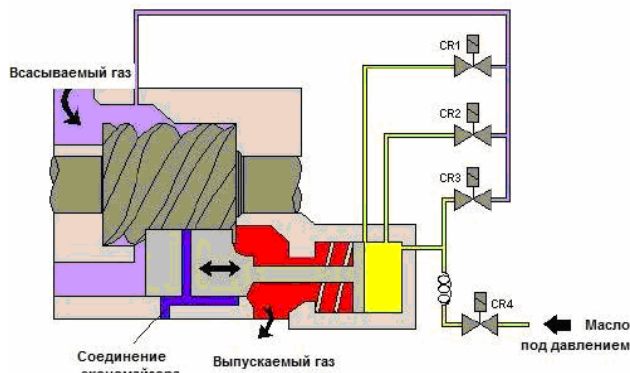 CR1
Всасываемый газ
CR2
CR3
CR4
Масло
под давлением
Соединение
Выпускаемый газ